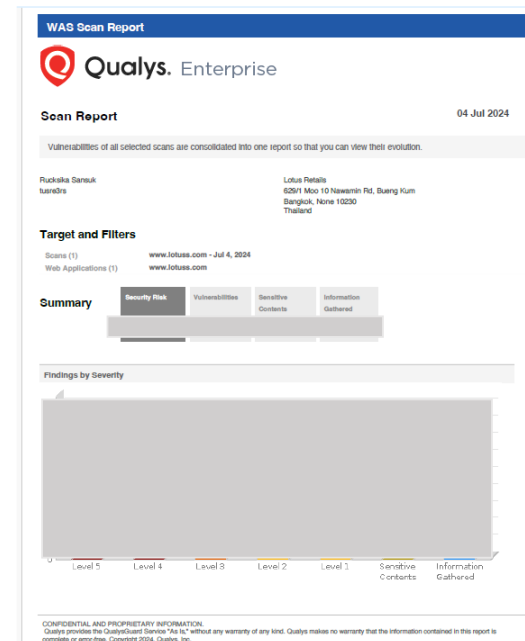 WAS Scan Report
Qualys. Enterprise
Scan Report
04 Jul 2024
Vulnerabilities of all selected scans are consolidated into one report so that you can view their evolution.
Rucksika Sansuk
tusre3rs
Lotus Retails
629/1 Moo 10 Nawamin Rd, Bueng Kum
Bangkok, None 10230
Thailand
Target and Filters
Scans (1) www.lotuss.com - Jul 4, 2024
Web Applications (1) www.lotuss.com
Summary
Security Risk
Vulnerabilities
Sensitive
Contents
Information
Gathered
Findings by Severity
0
Level 5
Level 4
Level 3
Level 2
Level 1
Sensitive
Contents
Information
Gathered
CONFIDENTIAL AND PROPRIETARY INFORMATION.
Qualys provides the QualysGuard Service "As Is," without any warranty of any kind. Qualys makes no warranty that the information contained in this report is
complete or error-free. Copyright 2024, Qualys, Inc.